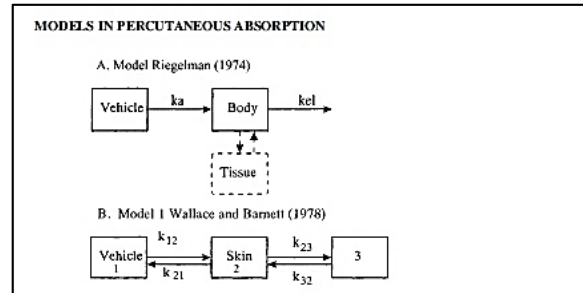 MODELS IN PERCUTANEOUS ABSORPTION
A. Model Riegelman (1974)
Vehicle ka Body kel
Tissue
B. Model 1 Wallace and Barnett (1978)
k12 k23
Vehicle Skin 3
1 k21 2 k32